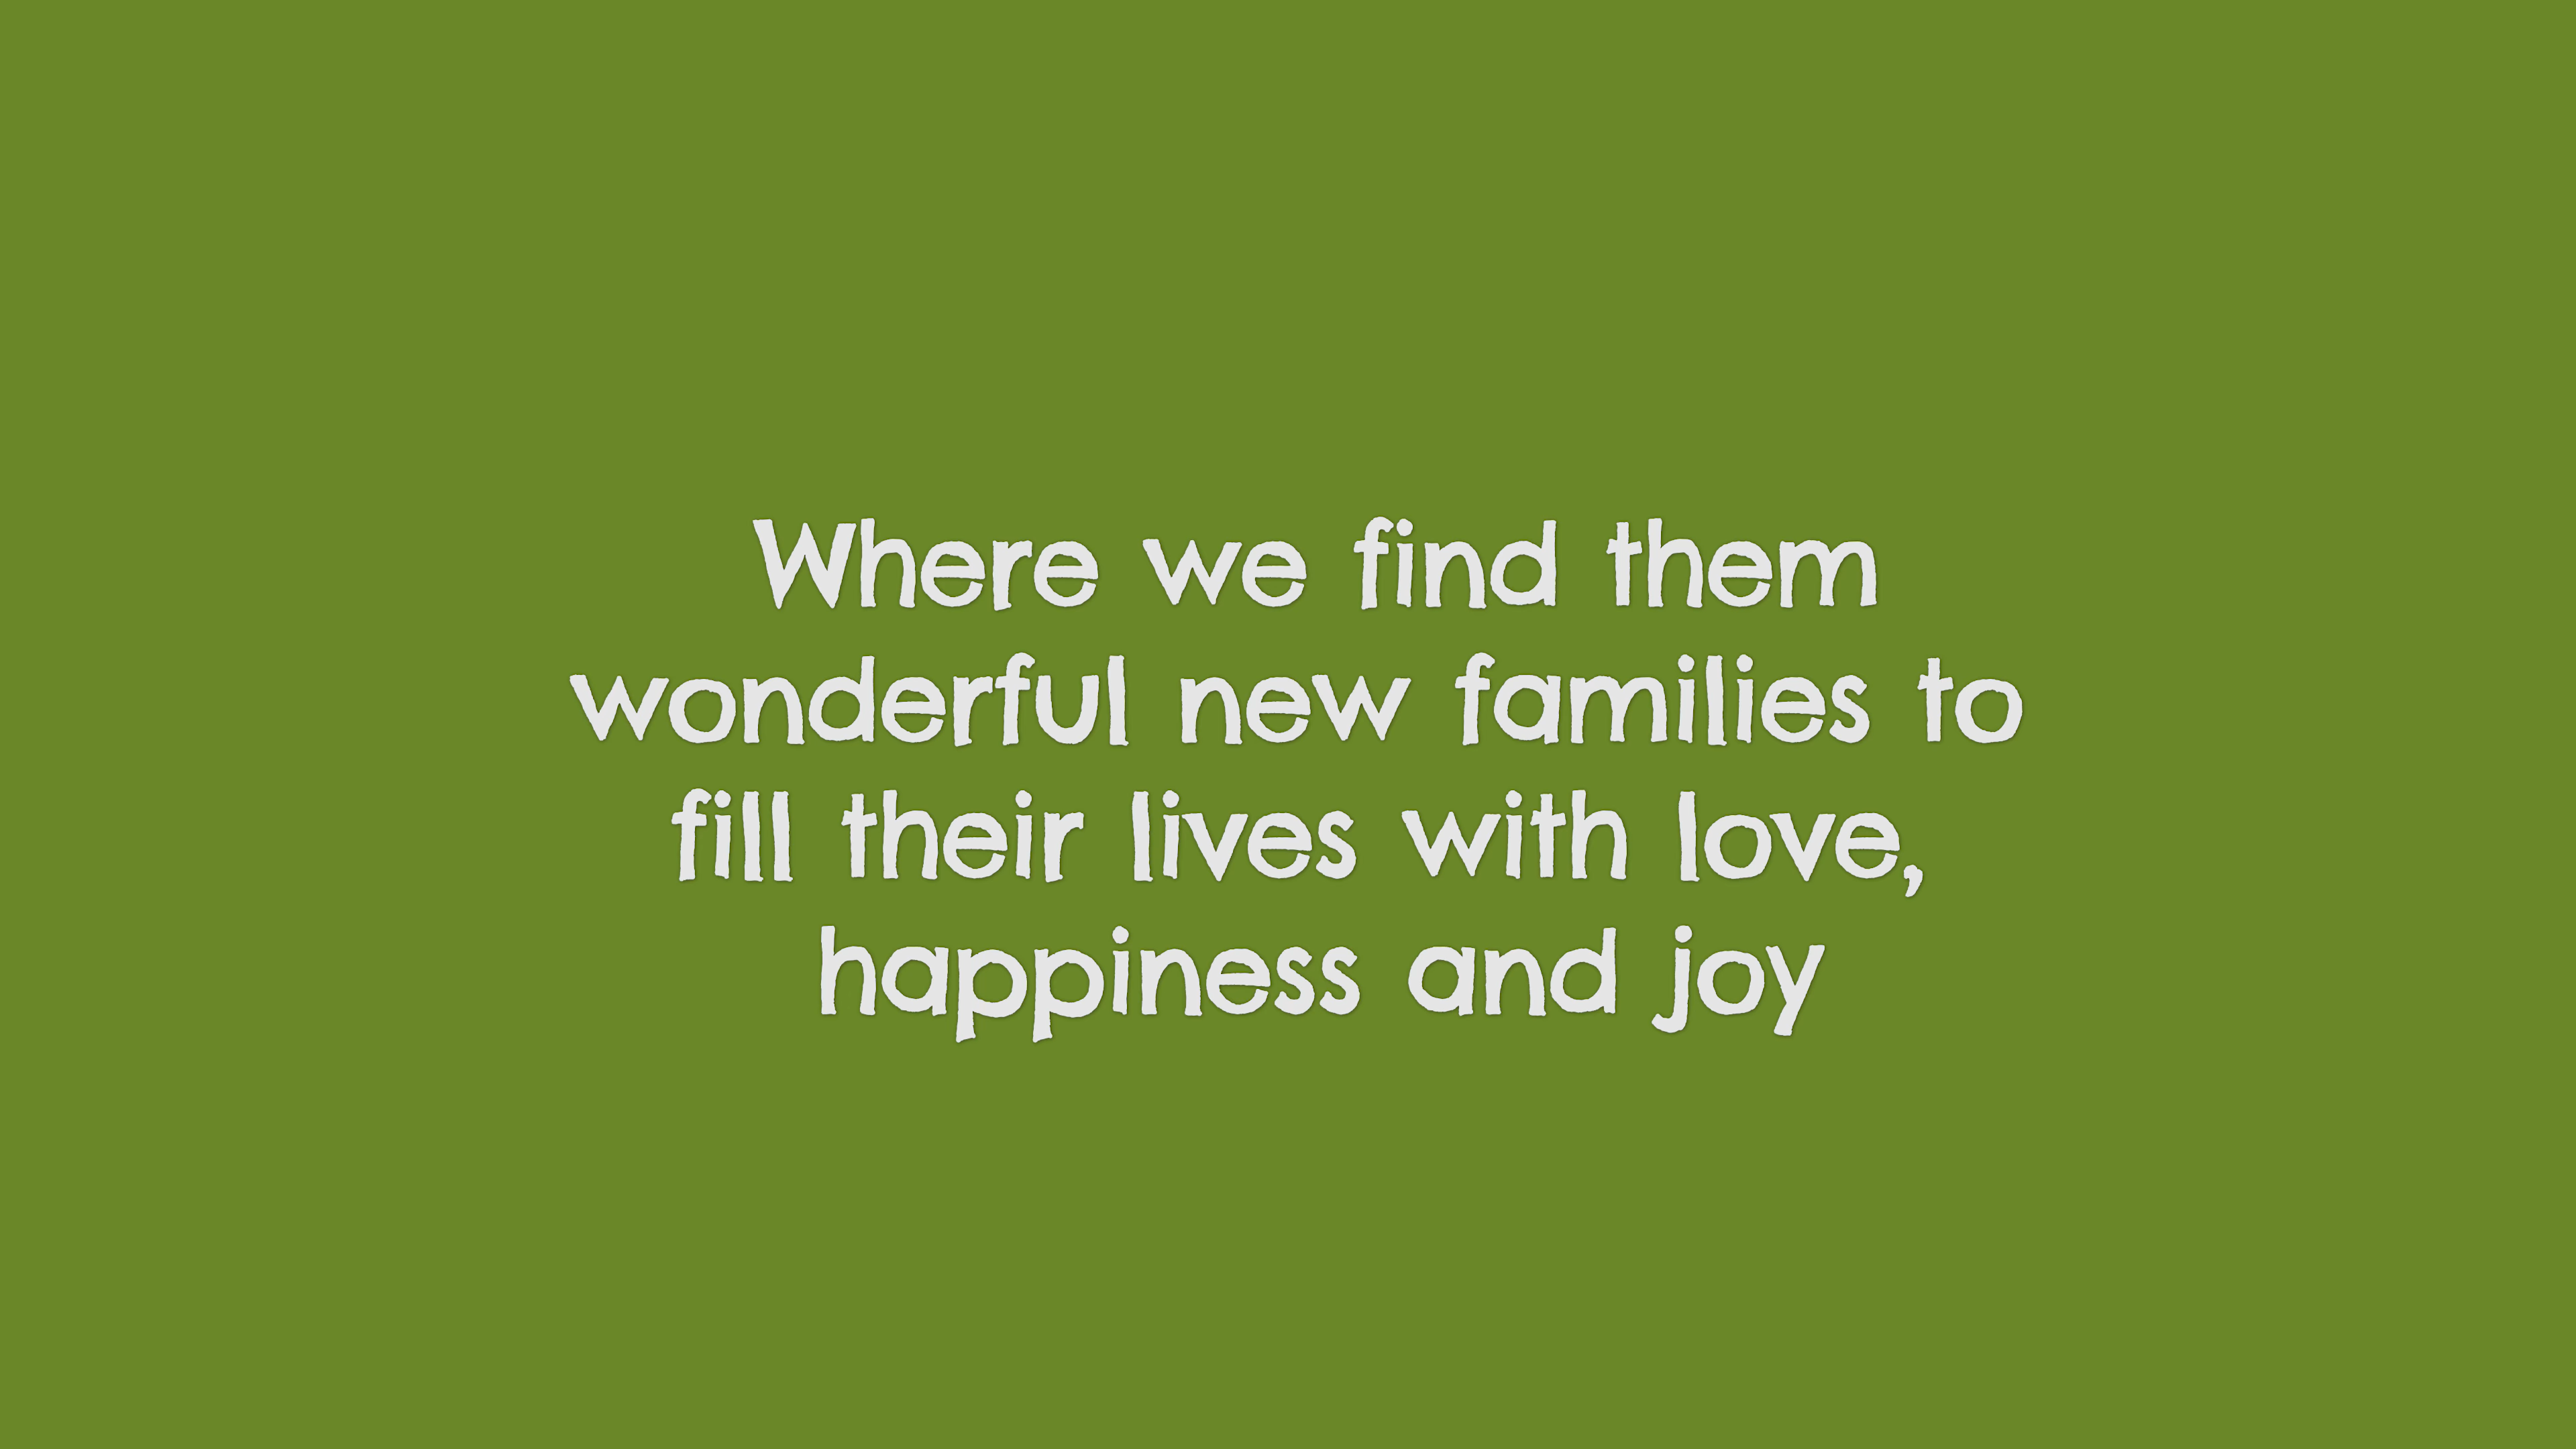 Where we find them
wonderful new families to
fill their lives with love,
happiness and joy